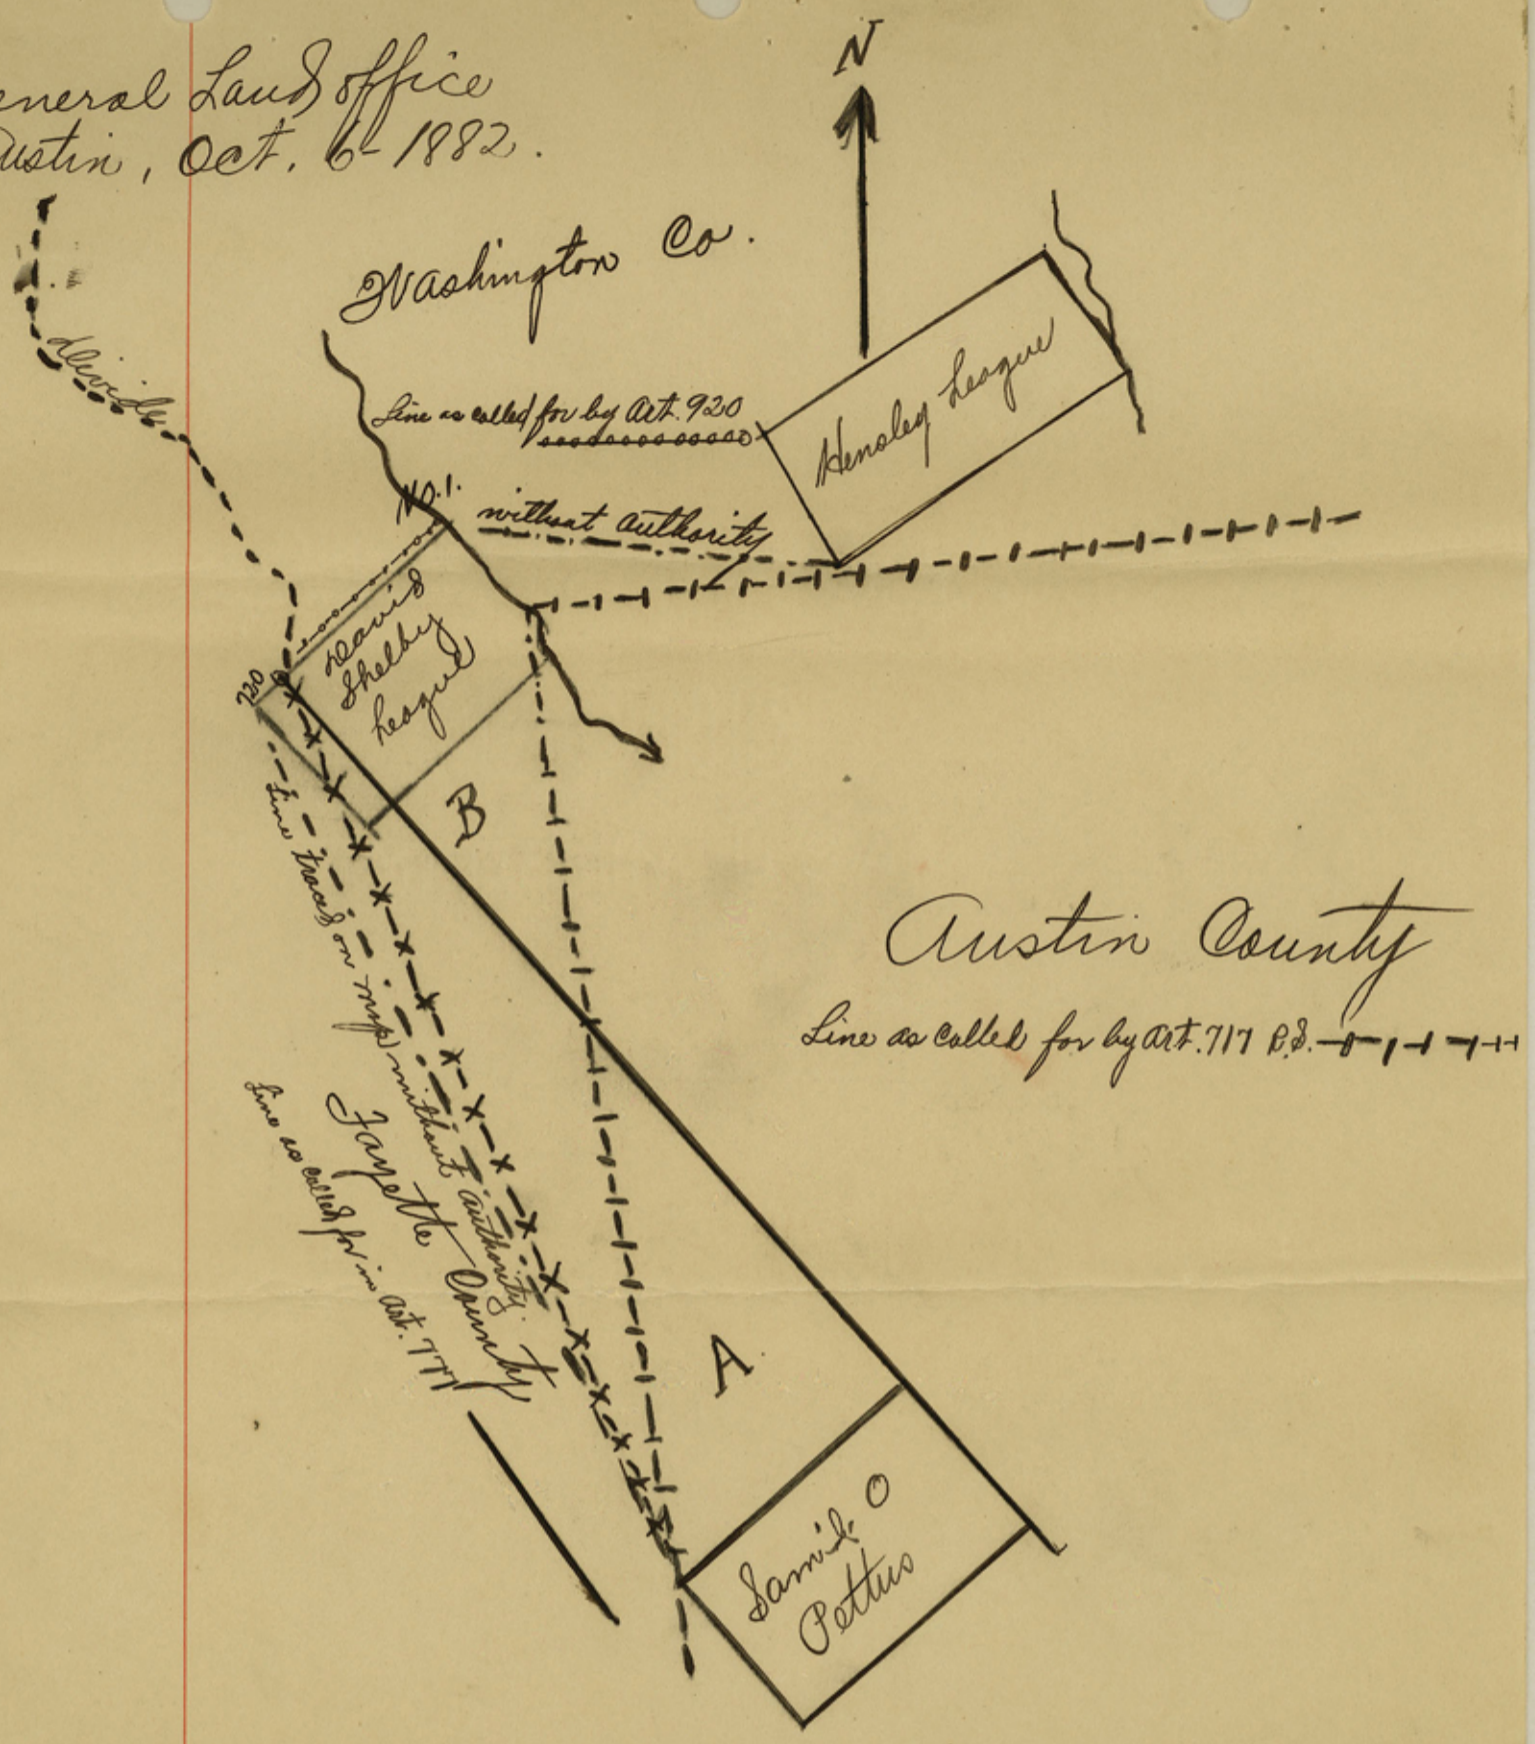 eneral Land office
ustin, Oct. 6-1882.
N
Washington Co.
divide
Line as called for by Art. 920
Hensley League
No. 1.
without authority
David
Shelby
League
720
B
Line traced on map without authority.
Austin County
Line as called for by Art. 717 R.S.
Fayette County
Line as called for in Art. 777
A
Sam'l O
Pettus